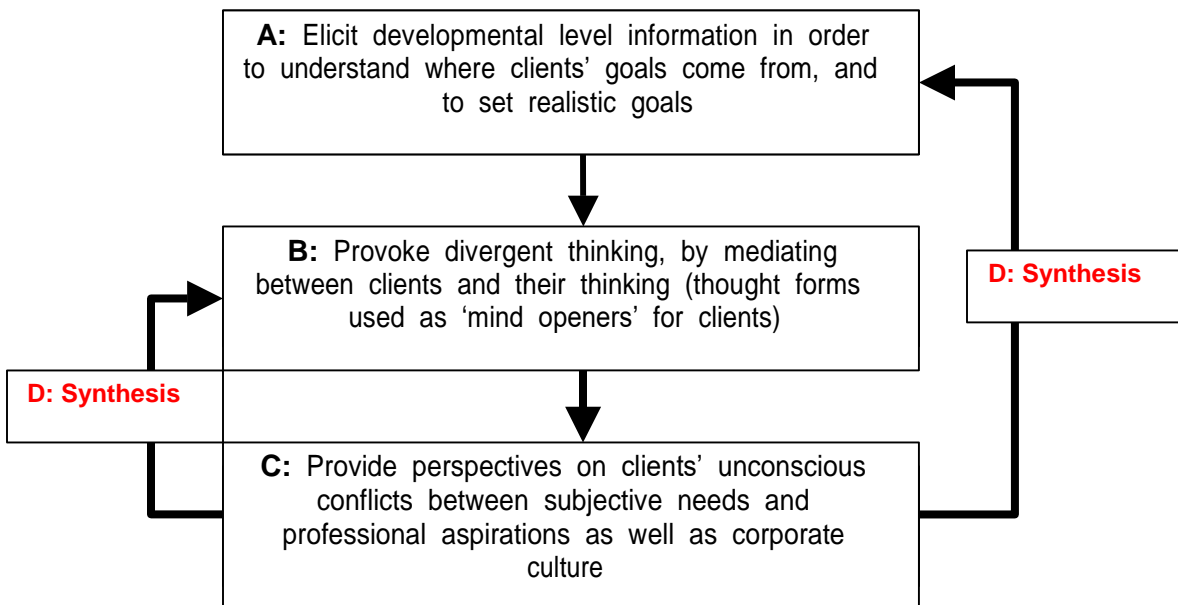 A: Elicit developmental level information in order
to understand where clients’ goals come from, and
to set realistic goals
B: Provoke divergent thinking, by mediating
between clients and their thinking (thought forms
used as ‘mind openers’ for clients)
D: Synthesis
D: Synthesis
C: Provide perspectives on clients’ unconscious
conflicts between subjective needs and
professional aspirations as well as corporate
culture